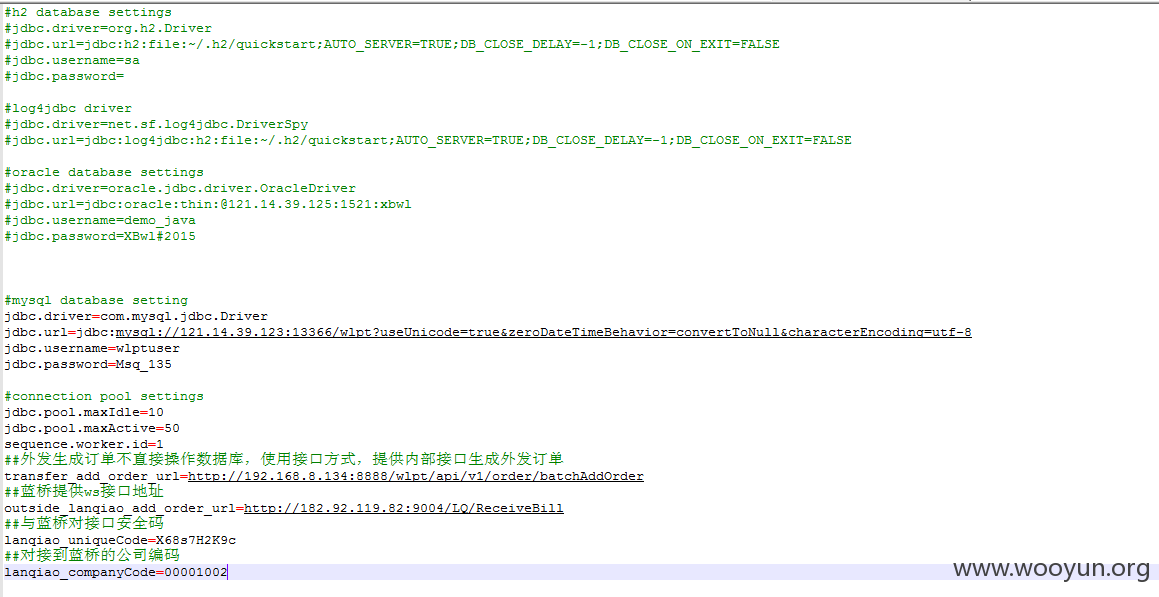 #h2 database settings
#jdbc.driver=org.h2.Driver
#jdbc.url=jdbc:h2:file:~/.h2/quickstart;AUTO_SERVER=TRUE;DB_CLOSE_DELAY=-1;DB_CLOSE_ON_EXIT=FALSE
#jdbc.username=sa
#jdbc.password=
#log4jdbc driver
#jdbc.driver=net.sf.log4jdbc.DriverSpy
#jdbc.url=jdbc:log4jdbc:h2:file:~/.h2/quickstart;AUTO_SERVER=TRUE;DB_CLOSE_DELAY=-1;DB_CLOSE_ON_EXIT=FALSE
#oracle database settings
#jdbc.driver=oracle.jdbc.driver.OracleDriver
#jdbc.url=jdbc:oracle:thin:@121.14.39.125:1521:xbwl
#jdbc.username=demo_java
#jdbc.password=XBwl#2015
#mysql database setting
jdbc.driver=com.mysql.jdbc.Driver
jdbc.url=jdbc:mysql://121.14.39.123:13366/wlpt?useUnicode=true&zeroDateTimeBehavior=convertToNull&characterEncoding=utf-8
jdbc.username=wlptuser
jdbc.password=Msq_135
#connection pool settings
jdbc.pool.maxIdle=10
jdbc.pool.maxActive=50
sequence.worker.id=1
##外发生成订单不直接操作数据库，使用接口方式，提供内部接口生成外发订单
transfer_add_order_url=http://192.168.8.134:8888/wlpt/api/v1/order/batchAddOrder
##蓝桥提供ws接口地址
outside_lanqiao_add_order_url=http://182.92.119.82:9004/LQ/ReceiveBill
##与蓝桥对接口安全码
lanqiao_uniqueCode=X68s7H2K9c
##对接到蓝桥的公司编码
lanqiao_companyCode=00001002
www.wooyun.org